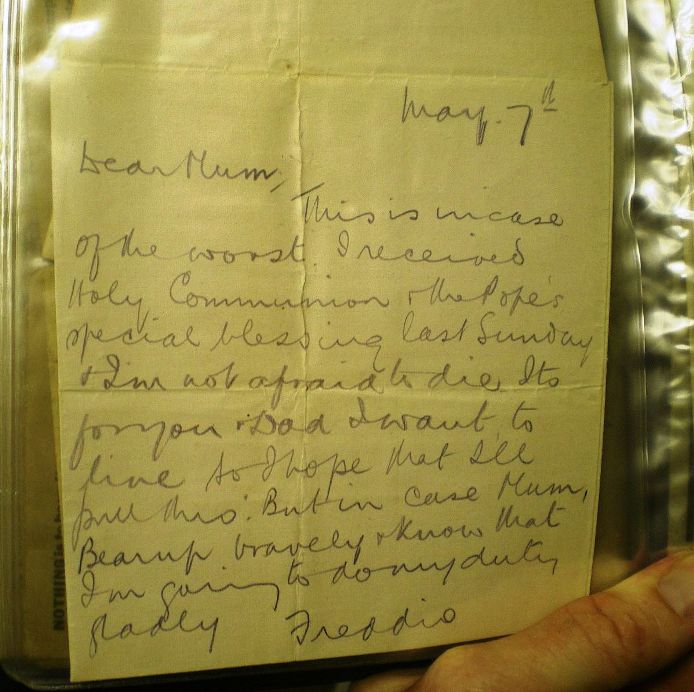 May. 7th
Dear Mum,
This is in case
of the worst. I received
Holy Communion & the Pope's
special blessing last Sunday
& I'm not afraid to die. Its
for you & Dad I want to
live so I hope that I'll
pull thro'. But in case Mum,
Bear up bravely & know that
I'm going to do my duty
gladly Freddie
NOTHING